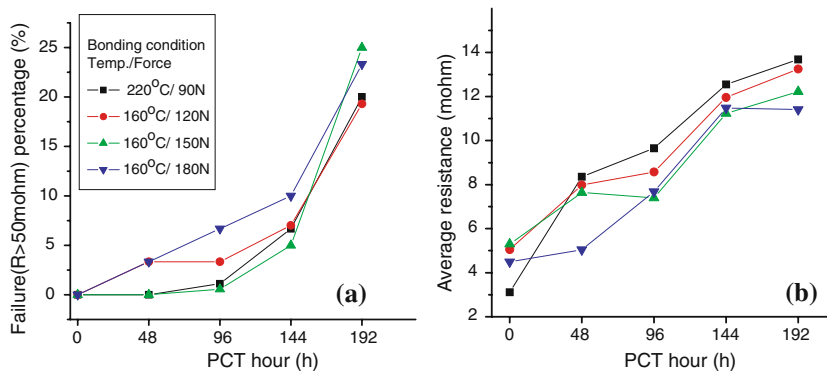 (a)
Failure(R>50mohm) percentage (%)
25
20
15
10
5
0
Bonding condition
Temp./Force
220°C/ 90N
160°C/ 120N
160°C/ 150N
160°C/ 180N
0 48 96 144 192
PCT hour (h)
(b)
Average resistance (mohm)
14
12
10
8
6
4
2
0 48 96 144 192
PCT hour (h)